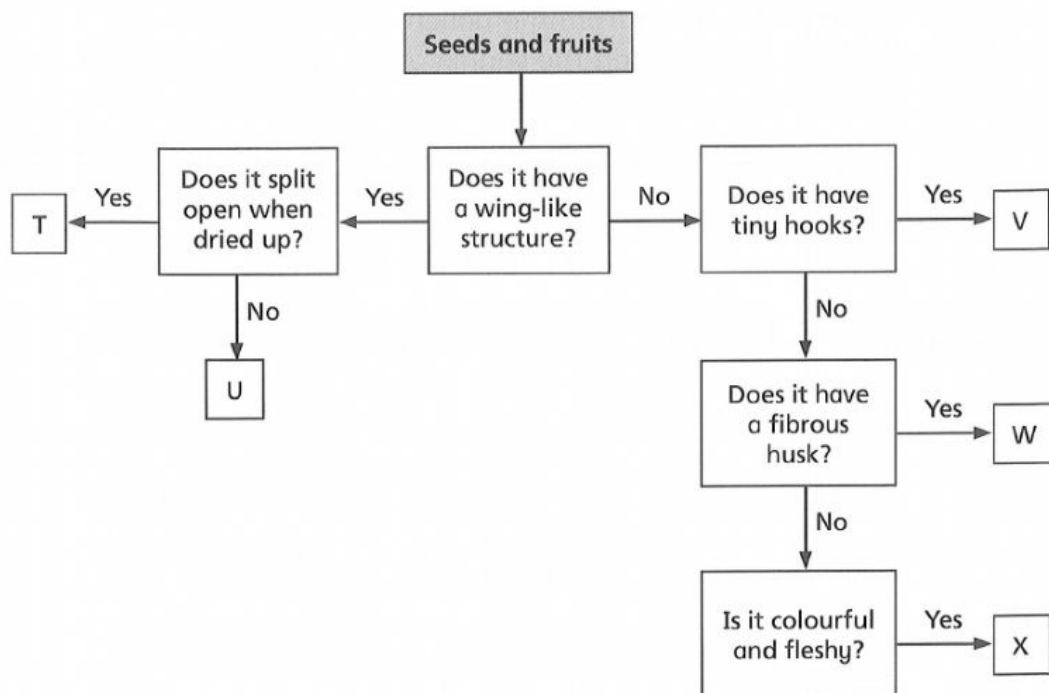 Seeds and fruits
Does it split
open when
dried up?
Yes
T
No
U
Yes
Does it have
a wing-like
structure?
No
Does it have
tiny hooks?
Yes
V
No
Does it have
a fibrous
husk?
Yes
W
No
Is it colourful
and fleshy?
Yes
X